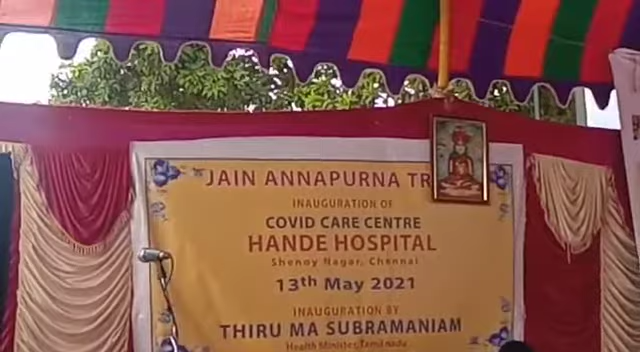 JAIN ANNAPURNA TR
INAUGURATION OF
COVID CARE CENTRE
HANDE HOSPITAL
Shenoy Nagar, Chennai
13th May 2021
INAUGURATION BY
THIRU MA SUBRAMANIAM
Health Minister, Tamil nadu